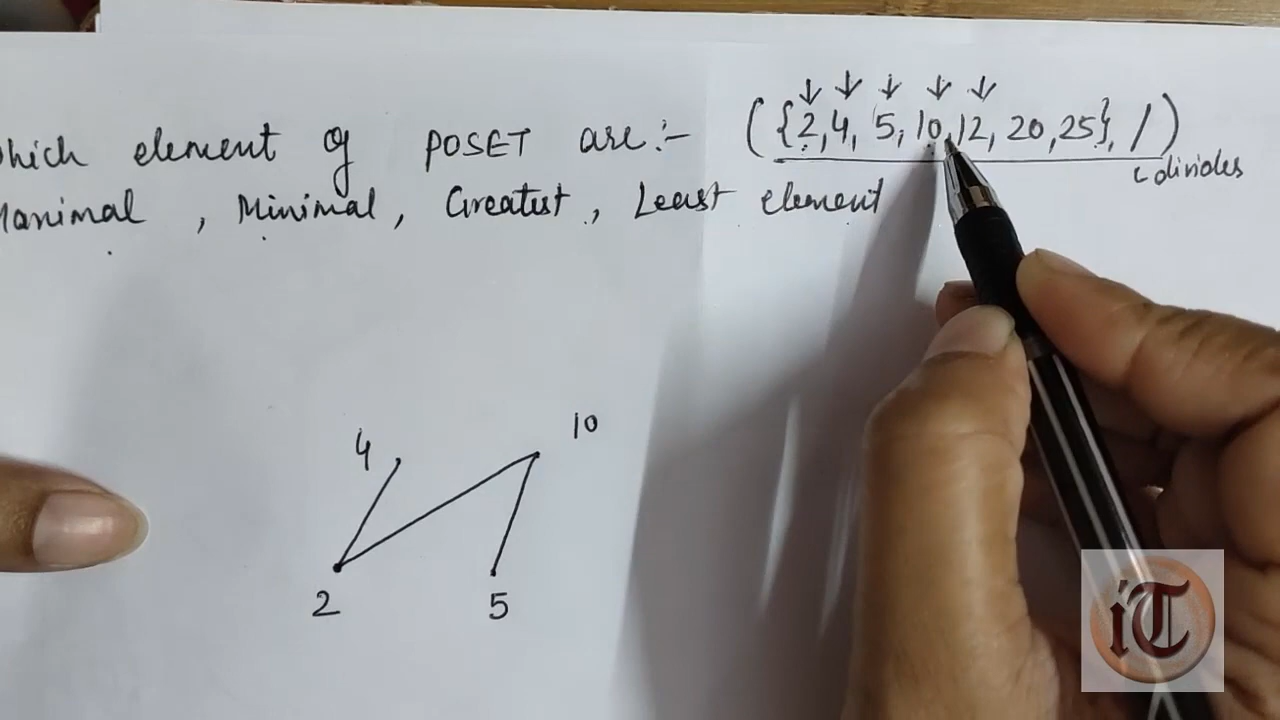 hich element of POSET are:- ({2,4, 5, 10,12, 20,25}, /)
divides
, Minimal, Greatest, Least element
4
10
2
5
iT